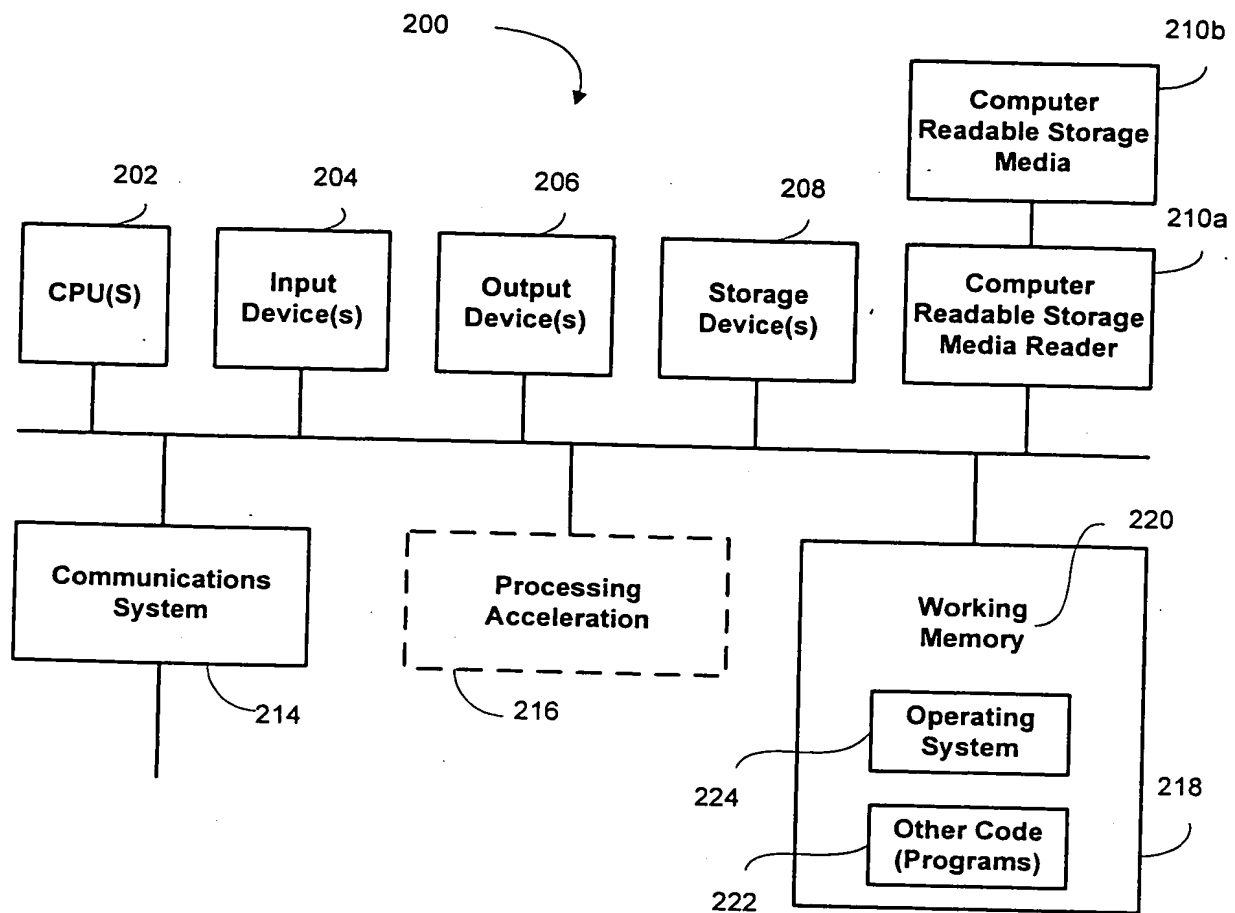 200
210b
Computer
Readable Storage
Media
202
204
206
208
210a
CPU(S)
Input
Device(s)
Output
Device(s)
Storage
Device(s)
Computer
Readable Storage
Media Reader
220
Communications
System
Processing
Acceleration
Working
Memory
214
216
Operating
System
224
218
Other Code
(Programs)
222